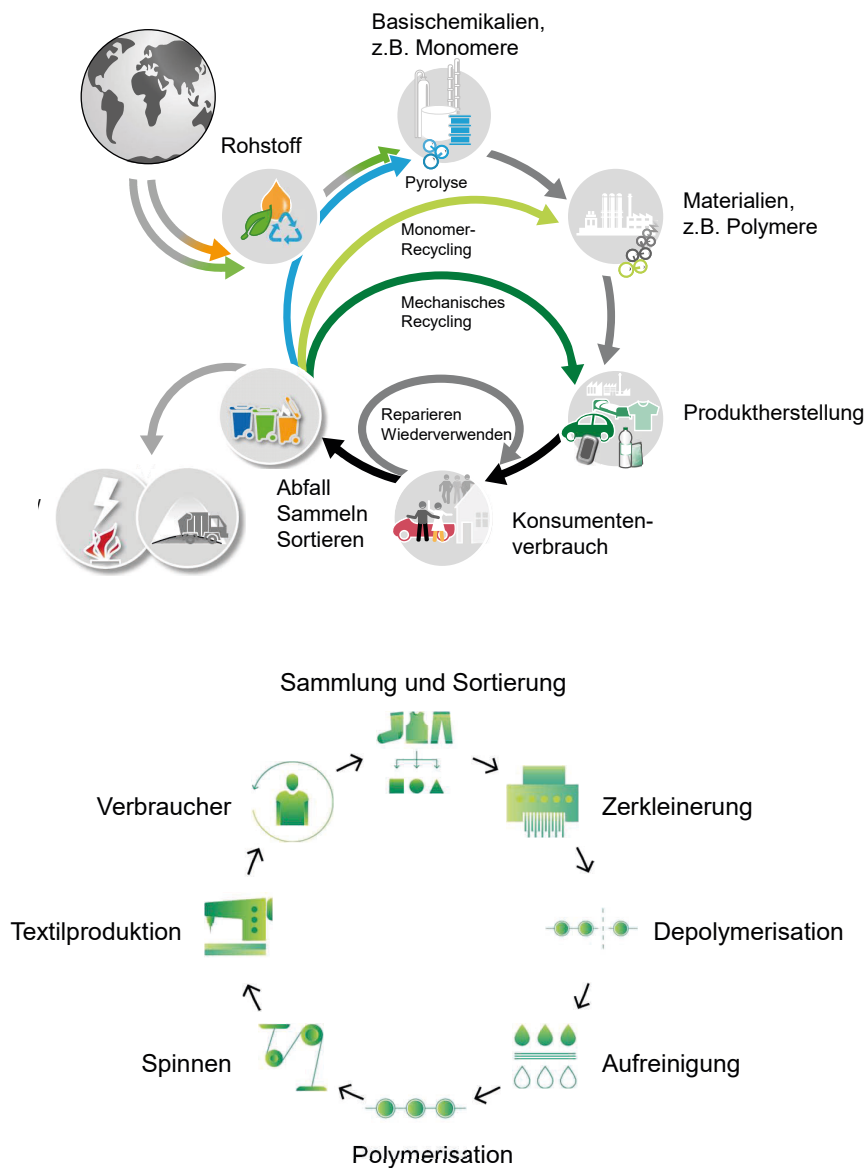 Basischemikalien,
z.B. Monomere
Rohstoff
Pyrolyse
Materialien,
z.B. Polymere
Monomer-
Recycling
Mechanisches
Recycling
Reparieren
Wiederverwenden
Produktherstellung
Abfall
Sammeln
Sortieren
Konsumenten-
verbrauch
Sammlung und Sortierung
Verbraucher
Zerkleinerung
Textilproduktion
Depolymerisation
Spinnen
Aufreinigung
Polymerisation